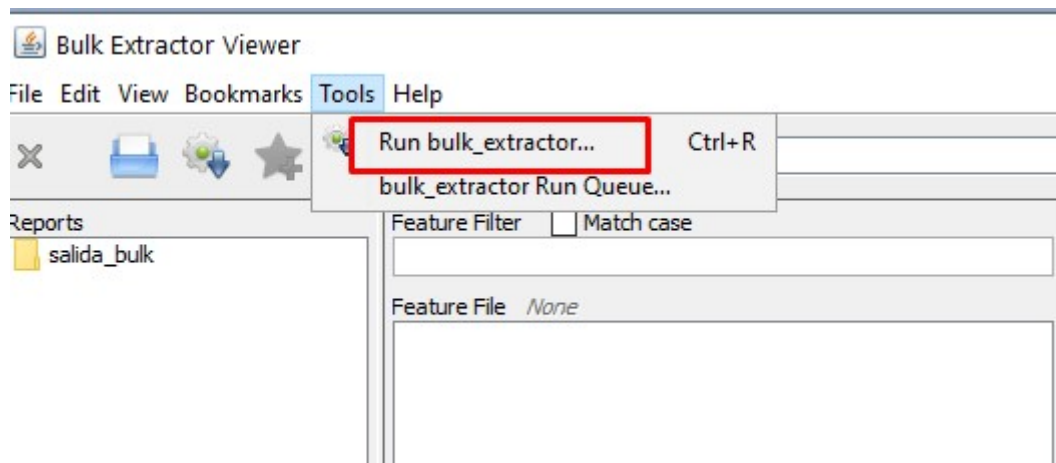 Bulk Extractor Viewer
File Edit View Bookmarks Tools Help
Run bulk_extractor... Ctrl+R
bulk_extractor Run Queue...
Reports
salida_bulk
Feature Filter Match case
Feature File None